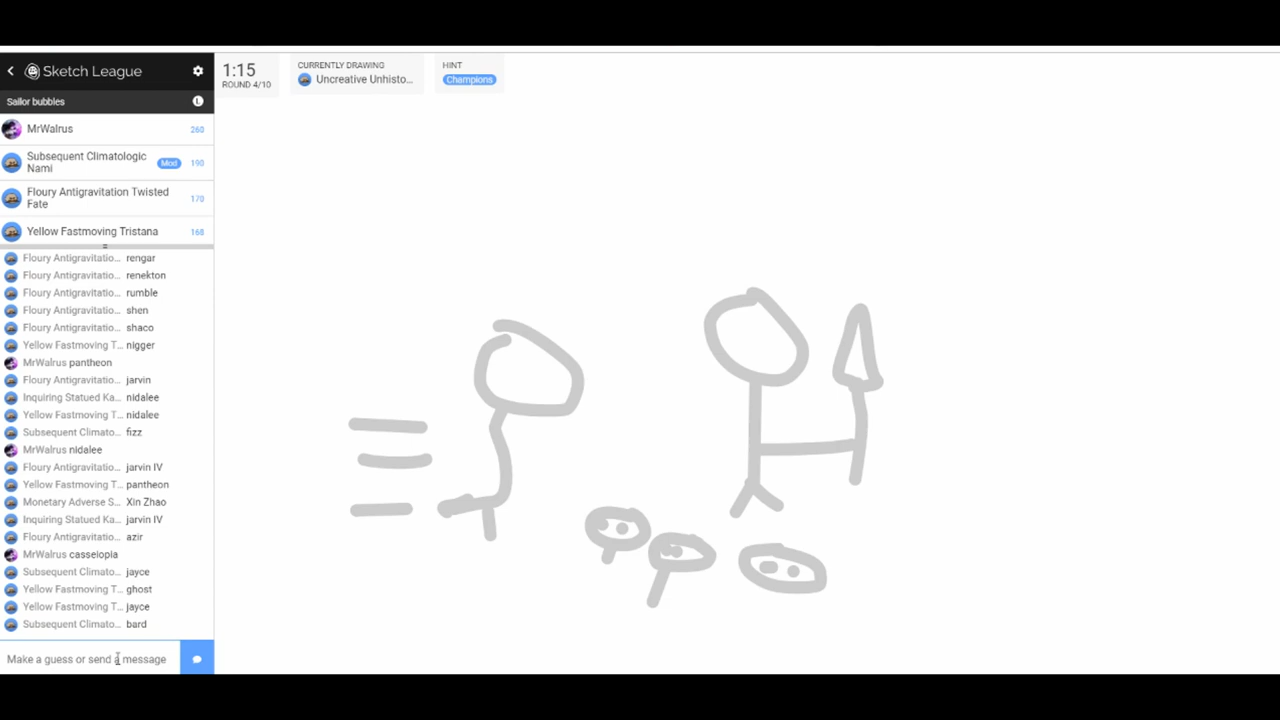 Sketch League
1:15
ROUND 4/10
CURRENTLY DRAWING
Uncreative Unhisto...
HINT
Champions
Sailor bubbles L
MrWalrus 260
Subsequent Climatologic
Nami Mod 190
Floury Antigravitation Twisted
Fate 170
Yellow Fastmoving Tristana 168
Floury Antigravitatio... rengar
Floury Antigravitatio... renekton
Floury Antigravitatio... rumble
Floury Antigravitatio... shen
Floury Antigravitatio... shaco
Yellow Fastmoving T... nigger
MrWalrus pantheon
Floury Antigravitatio... jarvin
Inquiring Statued Ka... nidalee
Yellow Fastmoving T... nidalee
Subsequent Climato... fizz
MrWalrus nidalee
Floury Antigravitatio... jarvin IV
Yellow Fastmoving T... pantheon
Monetary Adverse S... Xin Zhao
Inquiring Statued Ka... jarvin IV
Floury Antigravitatio... azir
MrWalrus casseiopia
Subsequent Climato... jayce
Yellow Fastmoving T... ghost
Yellow Fastmoving T... jayce
Subsequent Climato... bard
Make a guess or send a message